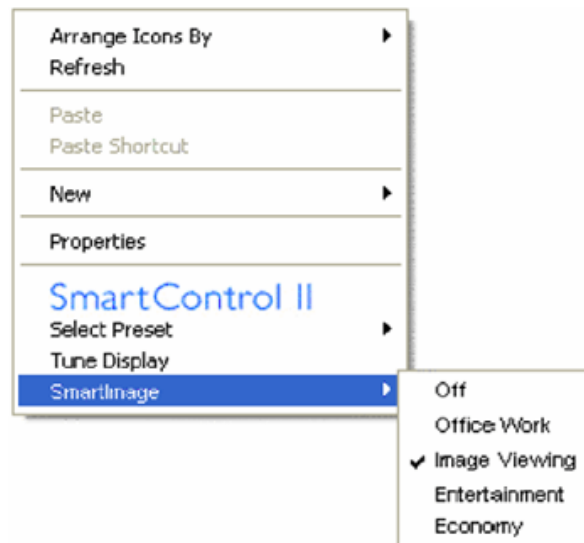 Arrange Icons By
Refresh
Paste
Paste Shortcut
New
Properties
SmartControl II
Select Preset
Tune Display
SmartImage
Off
Office Work
Image Viewing
Entertainment
Economy